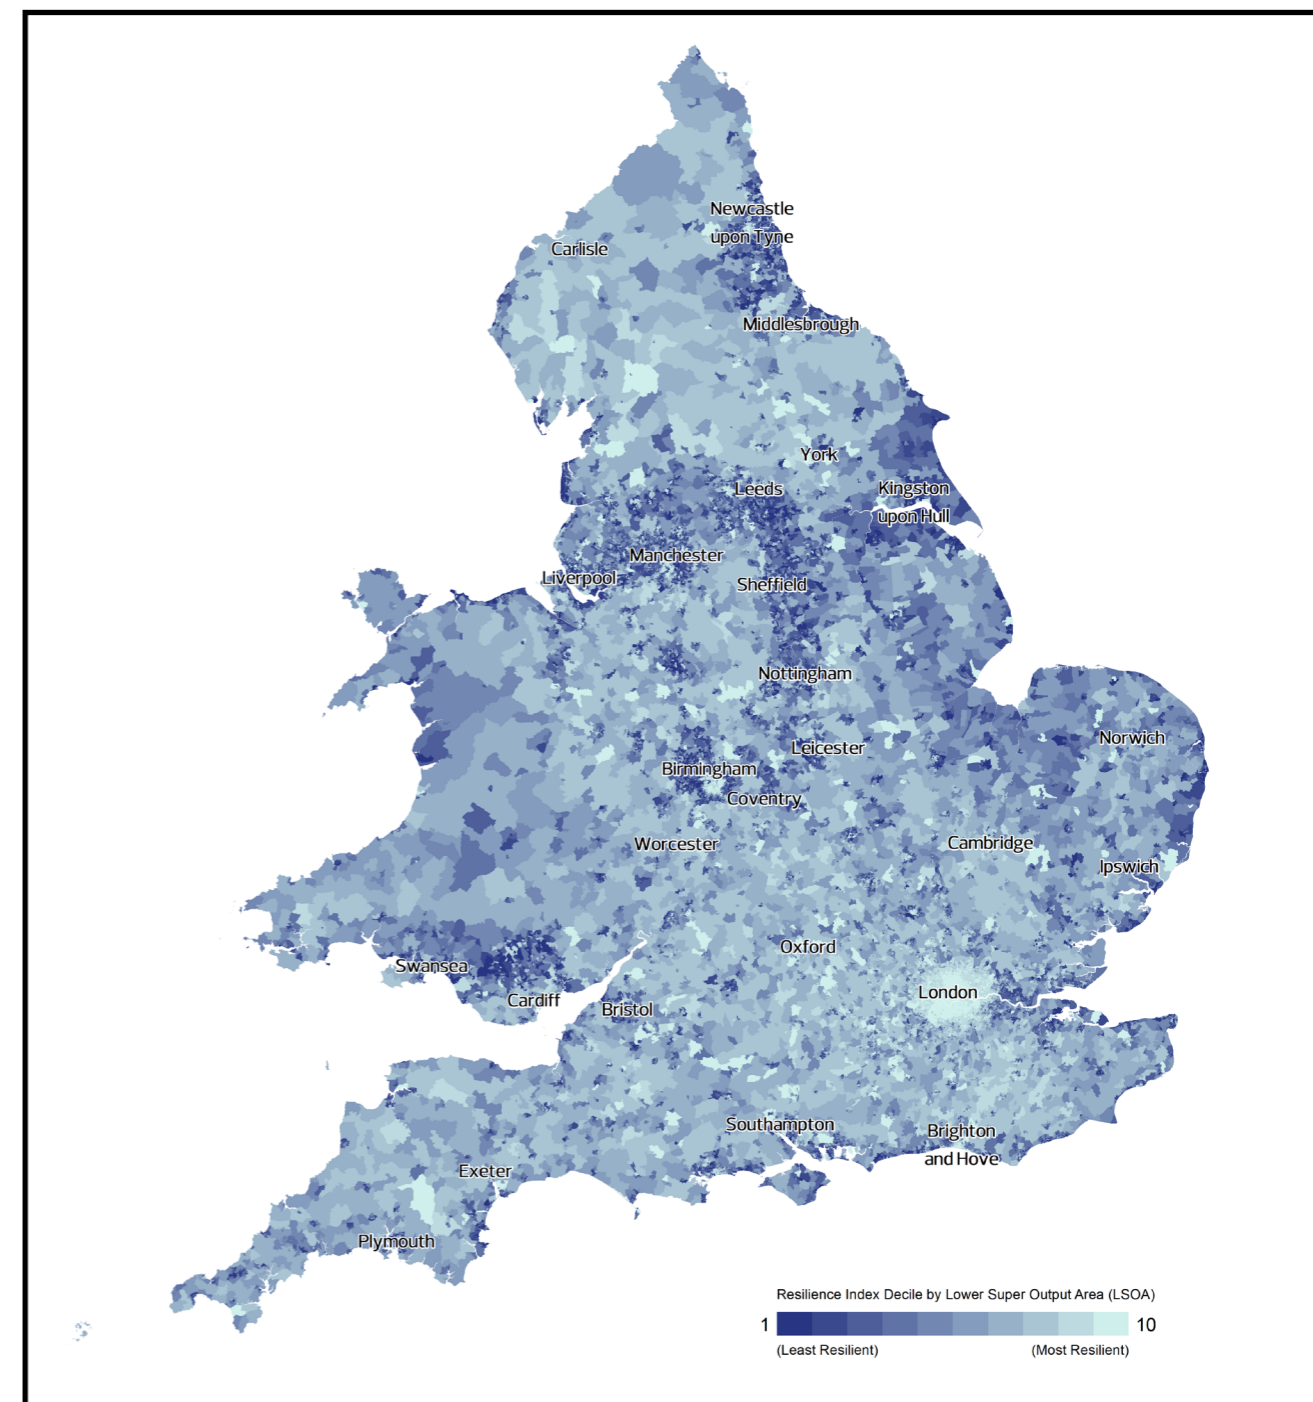 Newcastle
upon Tyne
Carlisle
Middlesbrough
York
Leeds
Kingston
upon Hull
Manchester
Liverpool
Sheffield
Nottingham
Norwich
Leicester
Birmingham
Coventry
Worcester
Cambridge
Ipswich
Oxford
Swansea
London
Cardiff
Bristol
Southampton
Brighton
and Hove
Exeter
Plymouth
Resilience Index Decile by Lower Super Output Area (LSOA)
1 10
(Least Resilient) (Most Resilient)